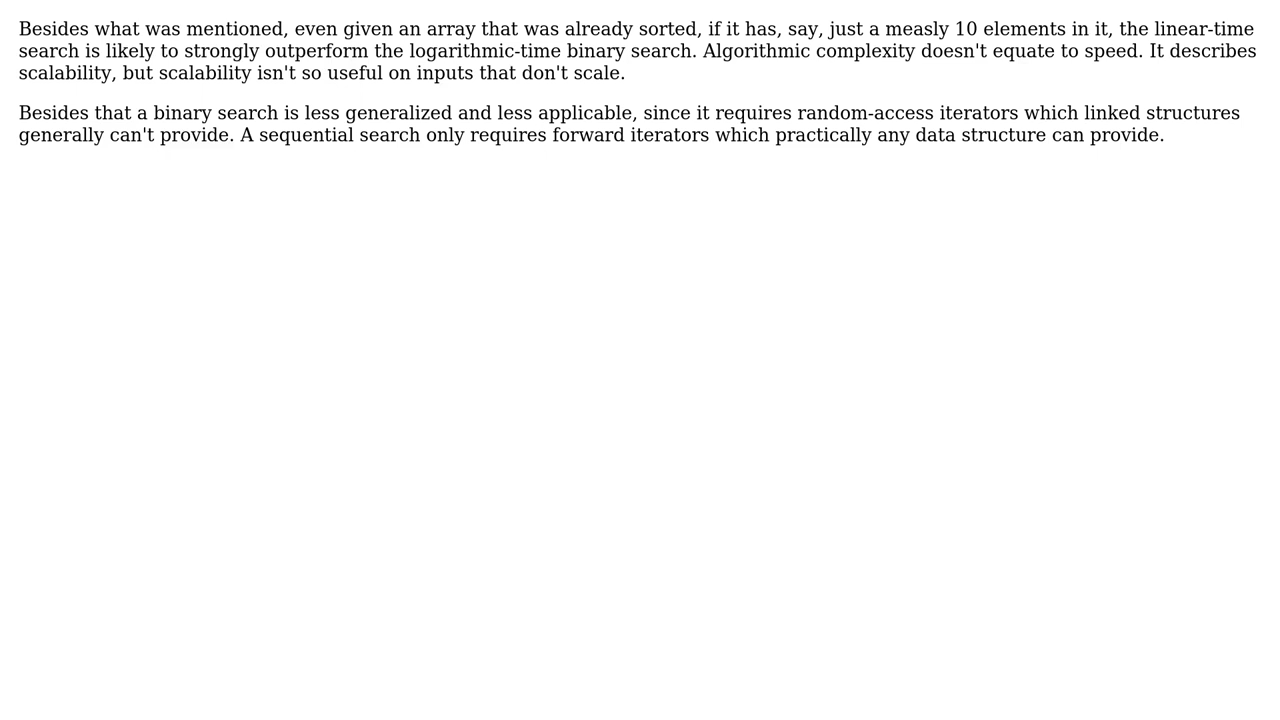 Besides what was mentioned, even given an array that was already sorted, if it has, say, just a measly 10 elements in it, the linear-time
search is likely to strongly outperform the logarithmic-time binary search. Algorithmic complexity doesn't equate to speed. It describes
scalability, but scalability isn't so useful on inputs that don't scale.
Besides that a binary search is less generalized and less applicable, since it requires random-access iterators which linked structures
generally can't provide. A sequential search only requires forward iterators which practically any data structure can provide.